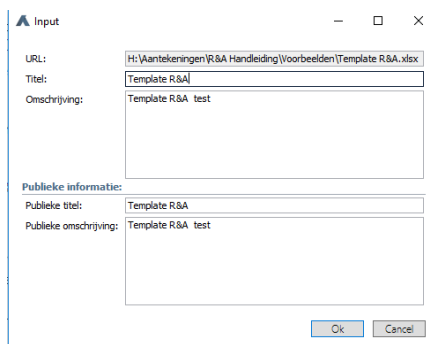 Input
URL: H:\Aantekeningen\R&A Handleiding\Voorbeelden\Template R&A.xlsx
Titel: Template R&A
Omschrijving: Template R&A test
Publieke informatie:
Publieke titel: Template R&A
Publieke omschrijving: Template R&A test
Ok Cancel